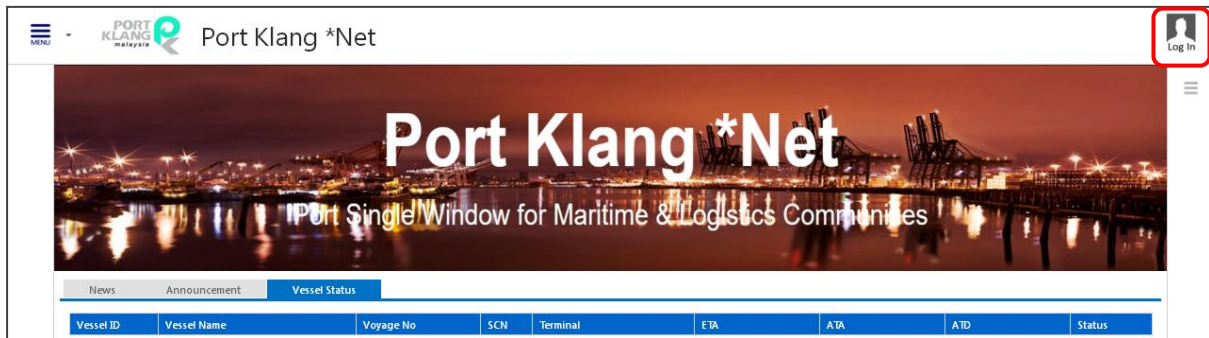 MENU
PORT
KLANG
malaysia
Port Klang *Net
Log In
Port Klang *Net
Port Single Window for Maritime & Logistics Communities
News Announcement Vessel Status
Vessel ID Vessel Name Voyage No SCN Terminal ETA ATA ATD Status